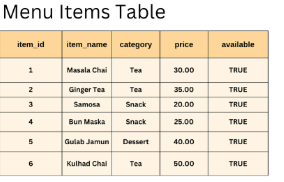 Menu Items Table
item_id item_name category price available
1 Masala Chai Tea 30.00 TRUE
2 Ginger Tea Tea 35.00 TRUE
3 Samosa Snack 20.00 TRUE
4 Bun Maska Snack 25.00 TRUE
5 Gulab Jamun Dessert 40.00 TRUE
6 Kulhad Chai Tea 50.00 TRUE